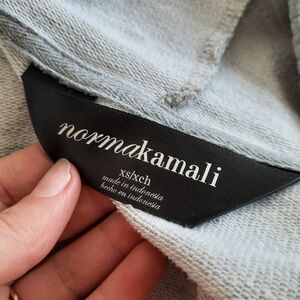 normakamali
xs/xch
made in indonesia
hecho en indonesia